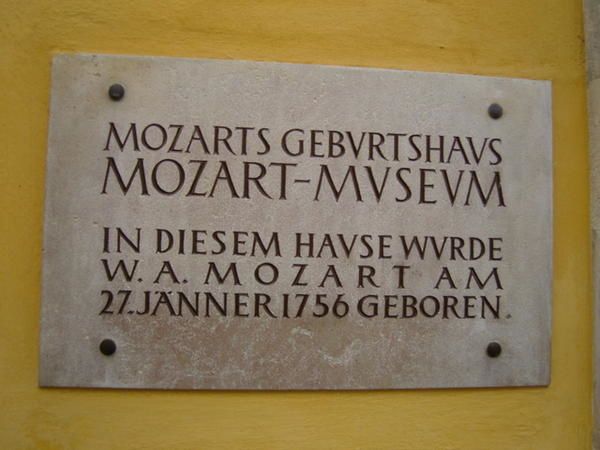 MOZARTS GEBVRTSHAVS
MOZART-MVSEVM
IN DIESEM HAVSE WVRDE
W. A. MOZART AM
27. JÄNNER 1756 GEBOREN.